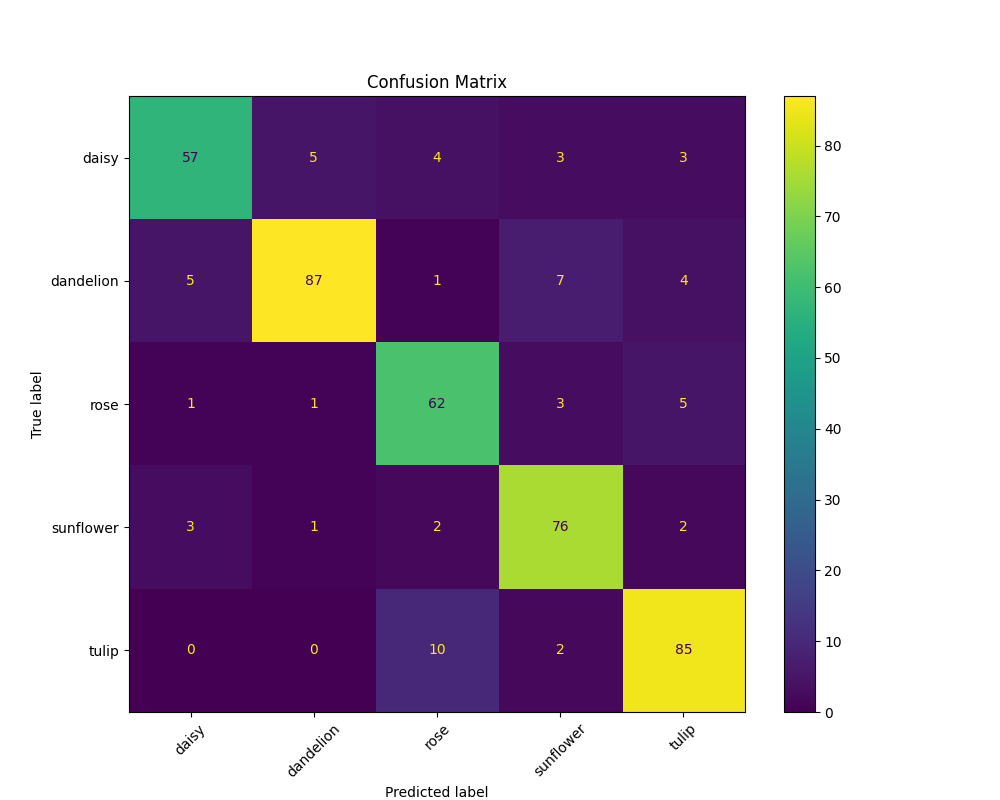 Confusion Matrix
daisy 57 5 4 3 3
dandelion 5 87 1 7 4
rose 1 1 62 3 5
sunflower 3 1 2 76 2
tulip 0 0 10 2 85
True label
daisy dandelion rose sunflower tulip
Predicted label
80
70
60
50
40
30
20
10
0